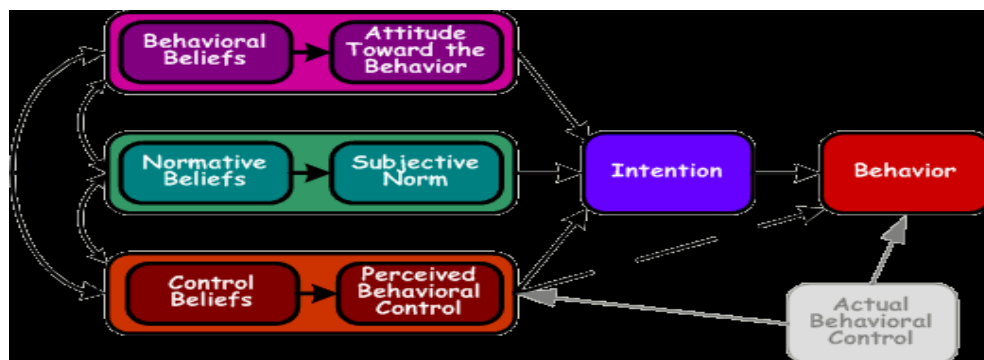 Behavioral
Beliefs
Attitude
Toward the
Behavior
Normative
Beliefs
Subjective
Norm
Intention
Behavior
Control
Beliefs
Perceived
Behavioral
Control
Actual
Behavioral
Control